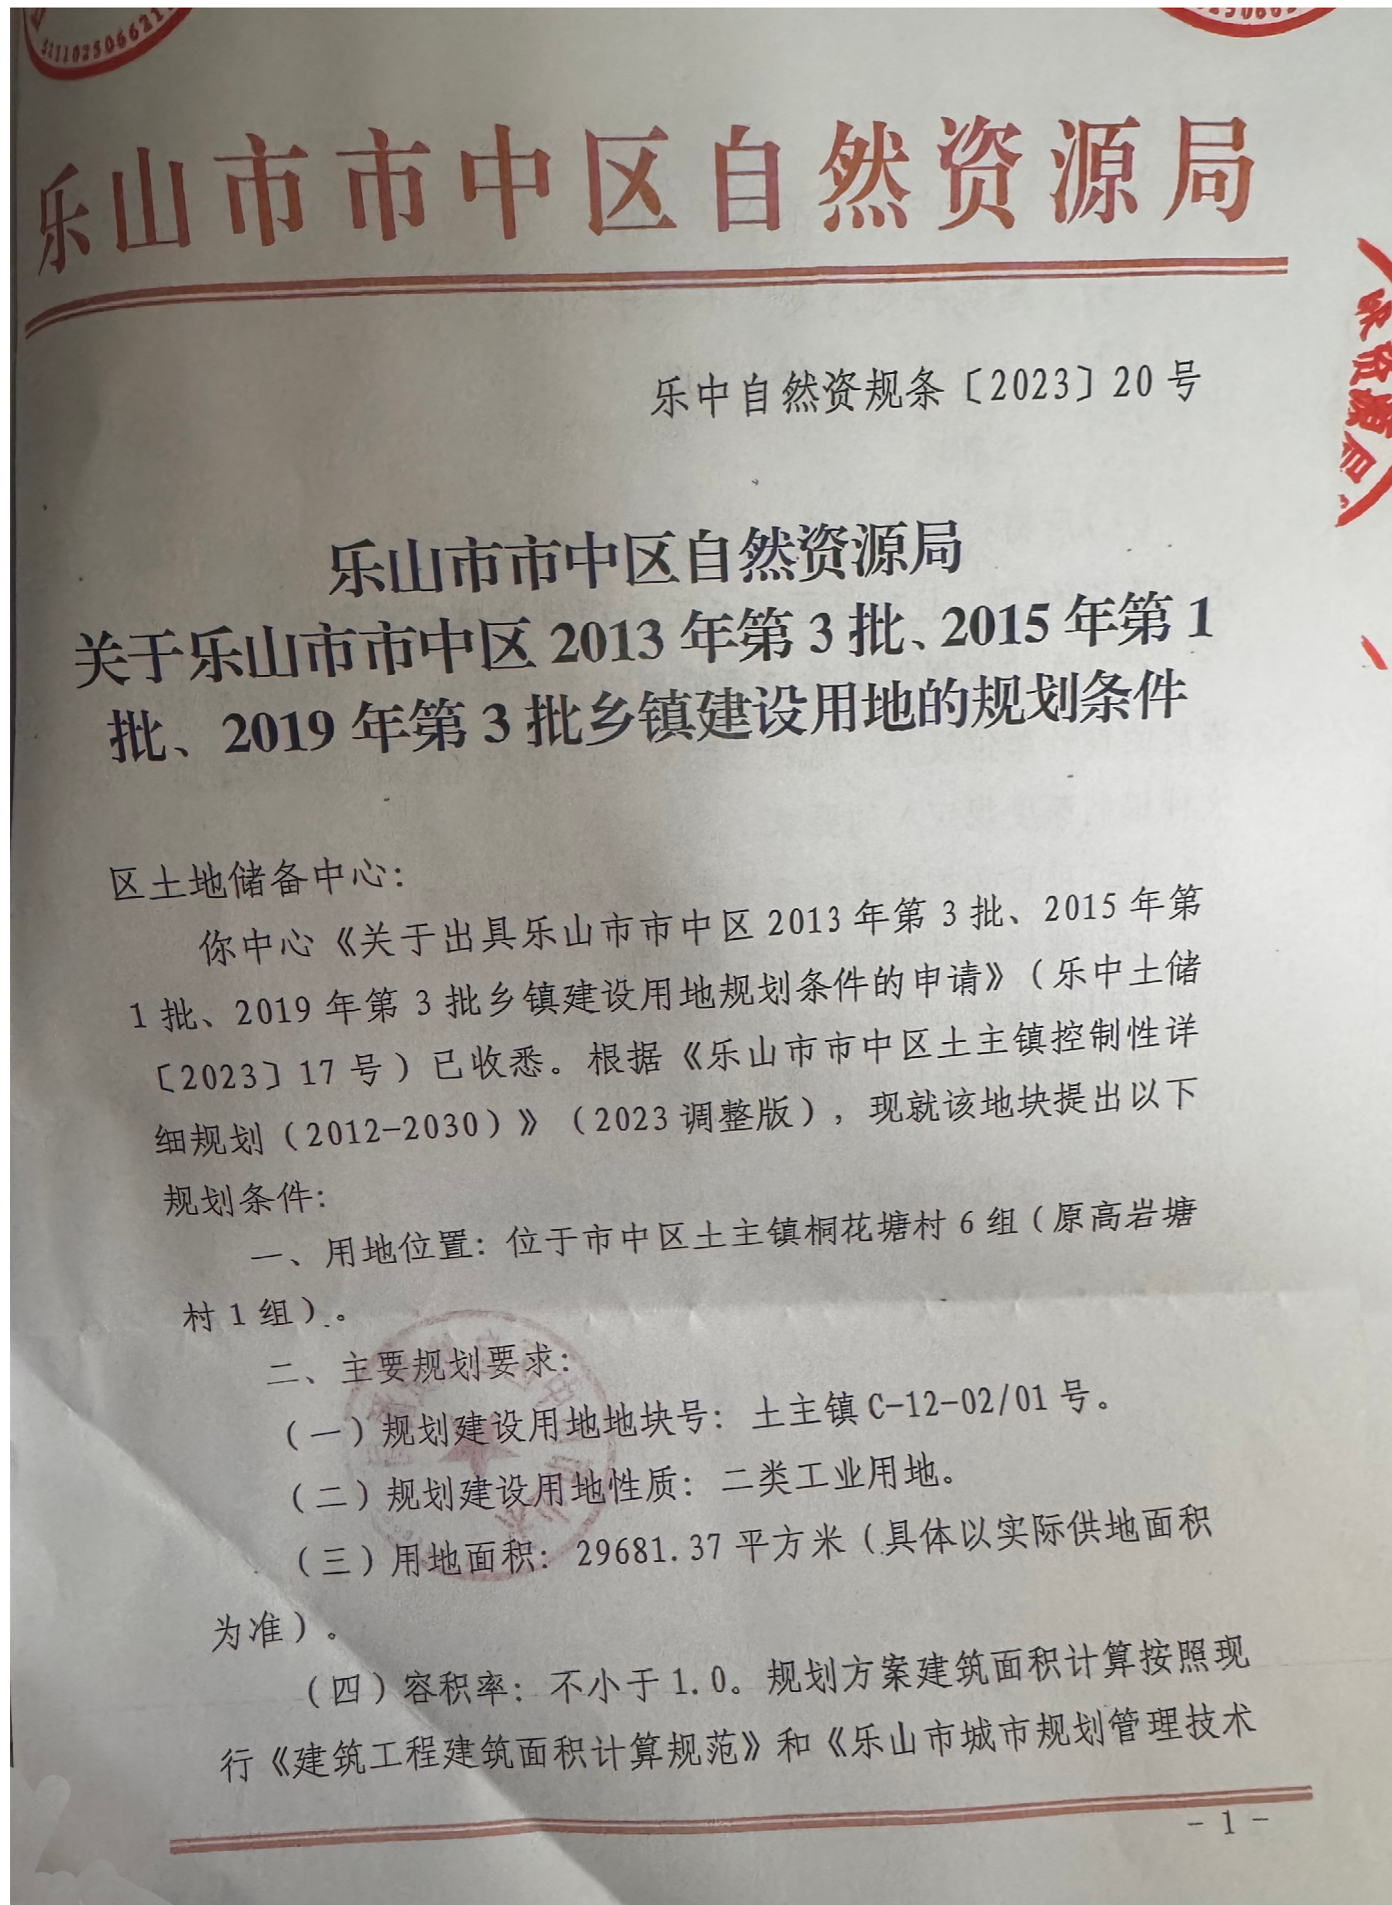 乐山市市中区自然资源局
乐中自然资规条〔2023〕20号
乐山市市中区自然资源局
关于乐山市市中区2013年第3批、2015年第1
批、2019年第3批乡镇建设用地的规划条件
区土地储备中心：
你中心《关于出具乐山市市中区2013年第3批、2015年第
1批、2019年第3批乡镇建设用地规划条件的申请》（乐中土储
〔2023〕17号）已收悉。根据《乐山市市中区土主镇控制性详
细规划（2012-2030）》（2023调整版），现就该地块提出以下
规划条件：
一、用地位置：位于市中区土主镇桐花塘村6组（原高岩塘
村1组）。
二、主要规划要求：
（一）规划建设用地地块号：土主镇C-12-02/01号。
（二）规划建设用地性质：二类工业用地。
（三）用地面积：29681.37平方米（具体以实际供地面积
为准）。
（四）容积率：不小于1.0。规划方案建筑面积计算按照现
行《建筑工程建筑面积计算规范》和《乐山市城市规划管理技术
- 1 -